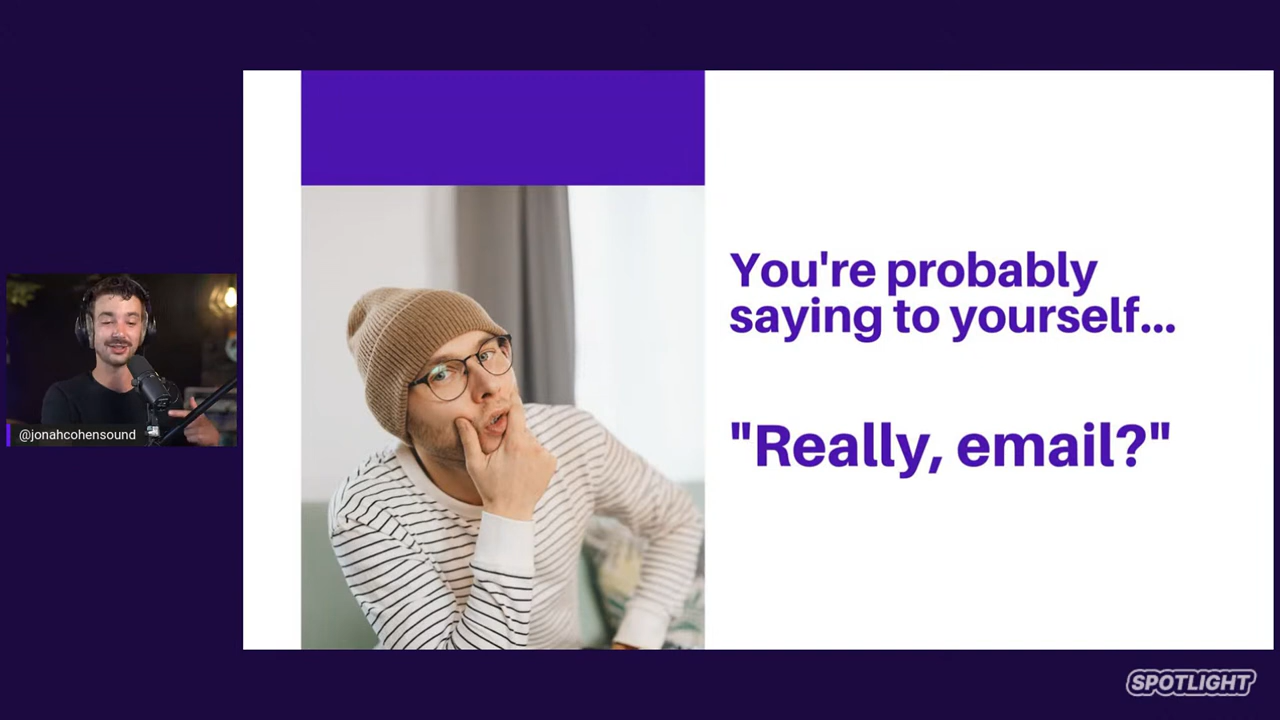 You're probably
saying to yourself...
"Really, email?"
@jonahcohensound
SPOTLIGHT